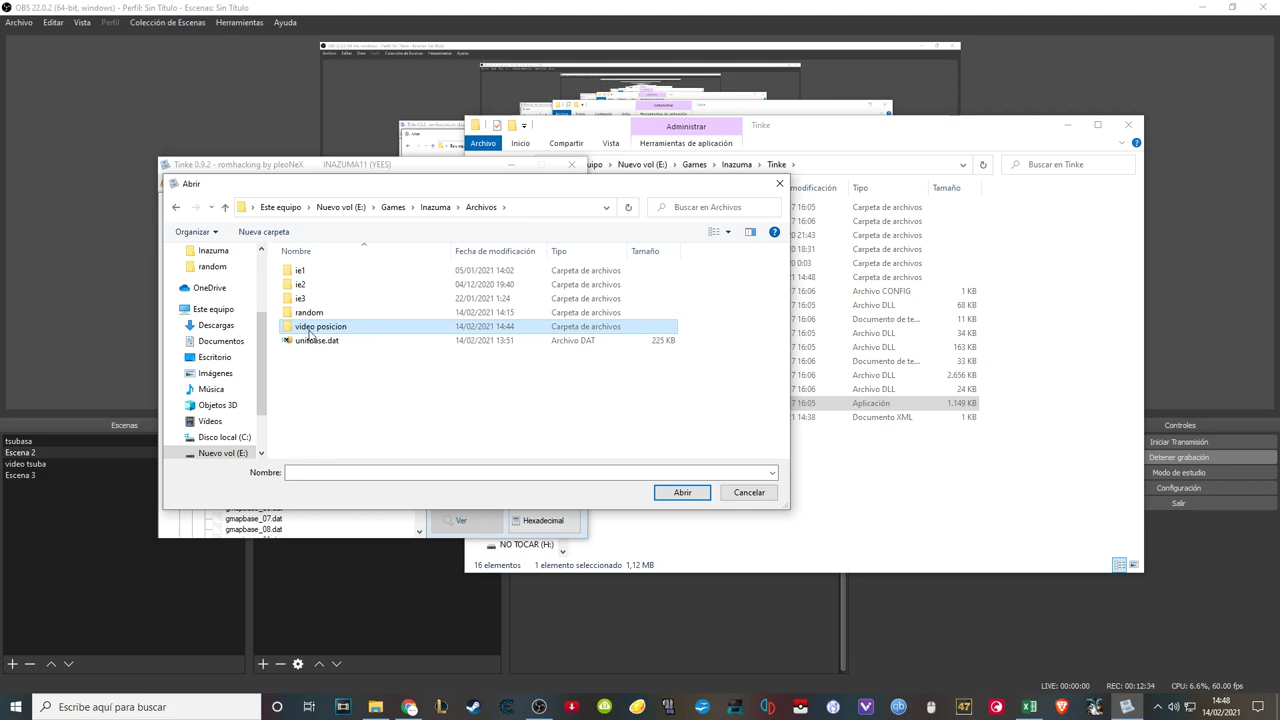 OBS 22.0.2 (64-bit, windows) - Perfil: Sin Título - Escenas: Sin Título
Archivo Editar Vista Perfil Colección de Escenas Herramientas Ayuda
Administrar Tinke
Archivo Inicio Compartir Vista Herramientas de aplicación
Tinke 0.9.2 - romhacking by pleoNeX INAZUMA11 (YEES)
Nuevo vol (E:) Games Inazuma Tinke Buscar en Tinke
Abrir
Este equipo Nuevo vol (E:) Games Inazuma Archivos Buscar en Archivos
Organizar Nueva carpeta
Nombre Fecha de modificación Tipo Tamaño
Inazuma
random
OneDrive
Este equipo
Descargas
Documentos
Escritorio
Imágenes
Música
Objetos 3D
Vídeos
Disco local (C:)
Nuevo vol (E:)
ie1 05/01/2021 14:02 Carpeta de archivos
ie2 04/12/2020 19:40 Carpeta de archivos
ie3 22/01/2021 1:24 Carpeta de archivos
random 14/02/2021 14:15 Carpeta de archivos
video posicion 14/02/2021 14:44 Carpeta de archivos
unitbase.dat 14/02/2021 13:51 Archivo DAT 225 KB
Nombre:
Abrir Cancelar
Tipo Tamaño
7 16:05 Carpeta de archivos
7 16:06 Carpeta de archivos
0 21:43 Carpeta de archivos
0 18:31 Carpeta de archivos
0 0:03 Carpeta de archivos
1 14:48 Carpeta de archivos
7 16:06 Archivo CONFIG 1 KB
7 16:05 Archivo DLL 68 KB
7 16:06 Documento de te... 2 KB
7 16:06 Archivo DLL 34 KB
7 16:05 Archivo DLL 163 KB
7 16:06 Documento de te... 33 KB
7 16:06 Archivo DLL 2.656 KB
7 16:06 Archivo DLL 24 KB
7 16:05 Aplicación 1.149 KB
1 14:38 Documento XML 1 KB
gmapbase_07.dat
gmapbase_08.dat
Ver Hexadecimal
NO TOCAR (H:)
16 elementos 1 elemento seleccionado 1,12 MB
Escenas
tsubasa
Escena 2
video tsuba
Escena 3
Controles
Iniciar Transmisión
Detener grabación
Modo de estudio
Configuración
Salir
LIVE: 00:00:00 REC: 00:12:34 CPU: 6.6%, 60.00 fps
Escribe aquí para buscar
14:48
14/02/2021